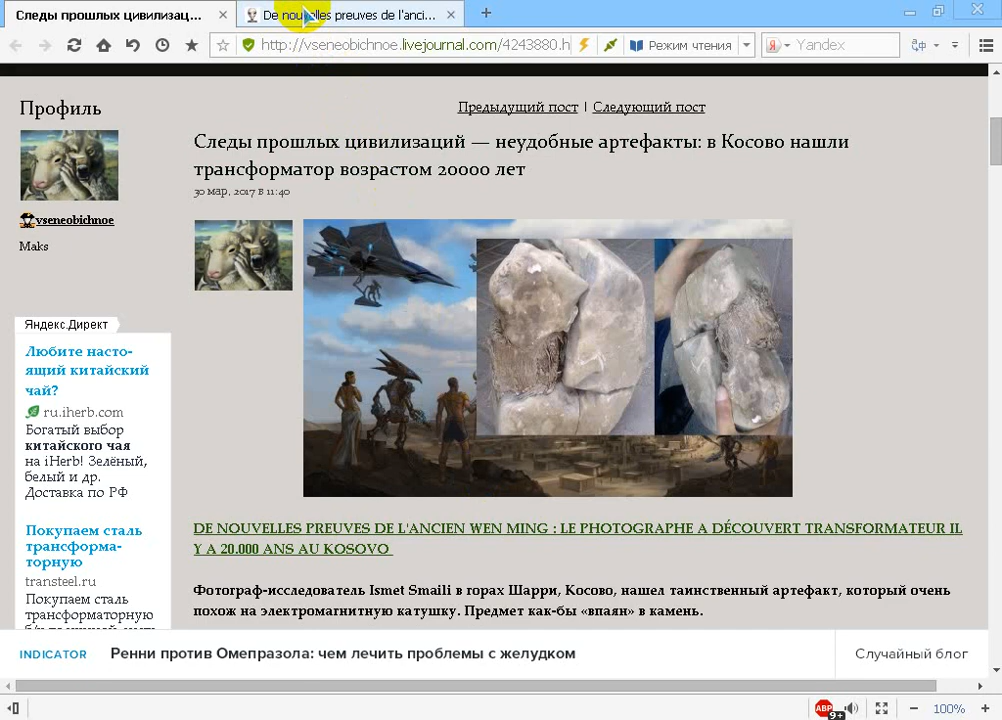 Следы прошлых цивилизац...
De nouvelles preuves de l'anci...
http://vseneobichnoe.livejournal.com/4243880.h
Режим чтения
Yandex
Профиль
Предыдущий пост | Следующий пост
Следы прошлых цивилизаций — неудобные артефакты: в Косово нашли
трансформатор возрастом 20000 лет
30 мар, 2017 в 11:40
vseneobichnoe
Maks
Яндекс.Директ
Любите насто-
ящий китайский
чай?
ru.iherb.com
Богатый выбор
китайского чая
на iHerb! Зелёный,
белый и др.
Доставка по РФ
Покупаем сталь
трансформа-
торную
transteel.ru
Покупаем сталь
трансформаторную
DE NOUVELLES PREUVES DE L'ANCIEN WEN MING : LE PHOTOGRAPHE A DÉCOUVERT TRANSFORMATEUR IL
Y A 20.000 ANS AU KOSOVO
Фотограф-исследователь Ismet Smaili в горах Шарри, Косово, нашел таинственный артефакт, который очень
похож на электромагнитную катушку. Предмет как-бы «впаян» в камень.
INDICATOR
Ренни против Омепразола: чем лечить проблемы с желудком
Случайный блог
ABP
9+
100%